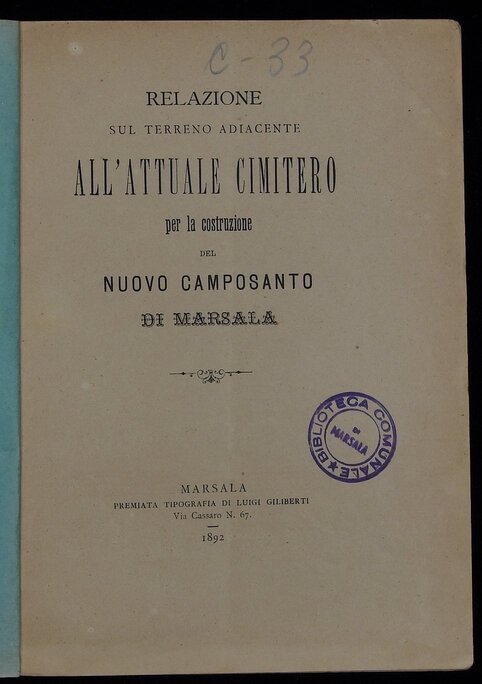 C-33
RELAZIONE
SUL TERRENO ADIACENTE
ALL'ATTUALE CIMITERO
per la costruzione
DEL
NUOVO CAMPOSANTO
DI MARSALA
BIBLIOTECA COMUNALE
DI
MARSALA
MARSALA
PREMIATA TIPOGRAFIA DI LUIGI GILIBERTI
Via Cassaro N. 67.
1892